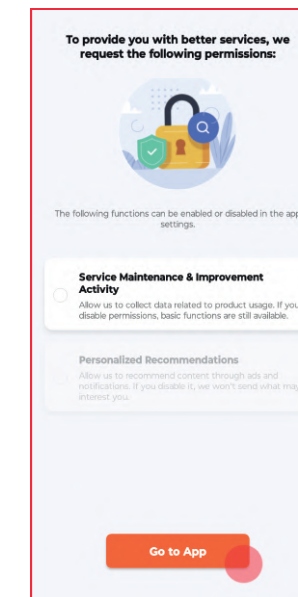 To provide you with better services, we
request the following permissions:
The following functions can be enabled or disabled in the app
settings.
Service Maintenance & Improvement
Activity
Allow us to collect data related to product usage. If you
disable permissions, basic functions are still available.
Personalized Recommendations
Allow us to recommend content through ads and
notifications. If you disable it, we won't send what may
interest you.
Go to App